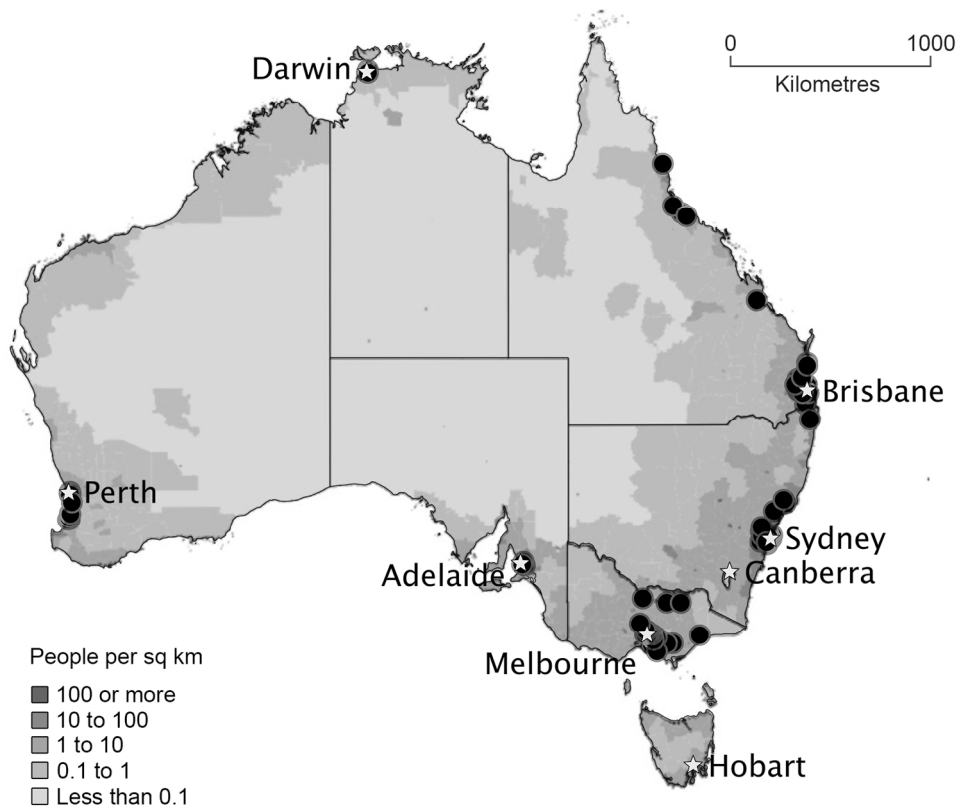 0 1000
Kilometres
Darwin
Brisbane
Perth
Sydney
Adelaide
Canberra
Melbourne
Hobart
People per sq km
100 or more
10 to 100
1 to 10
0.1 to 1
Less than 0.1